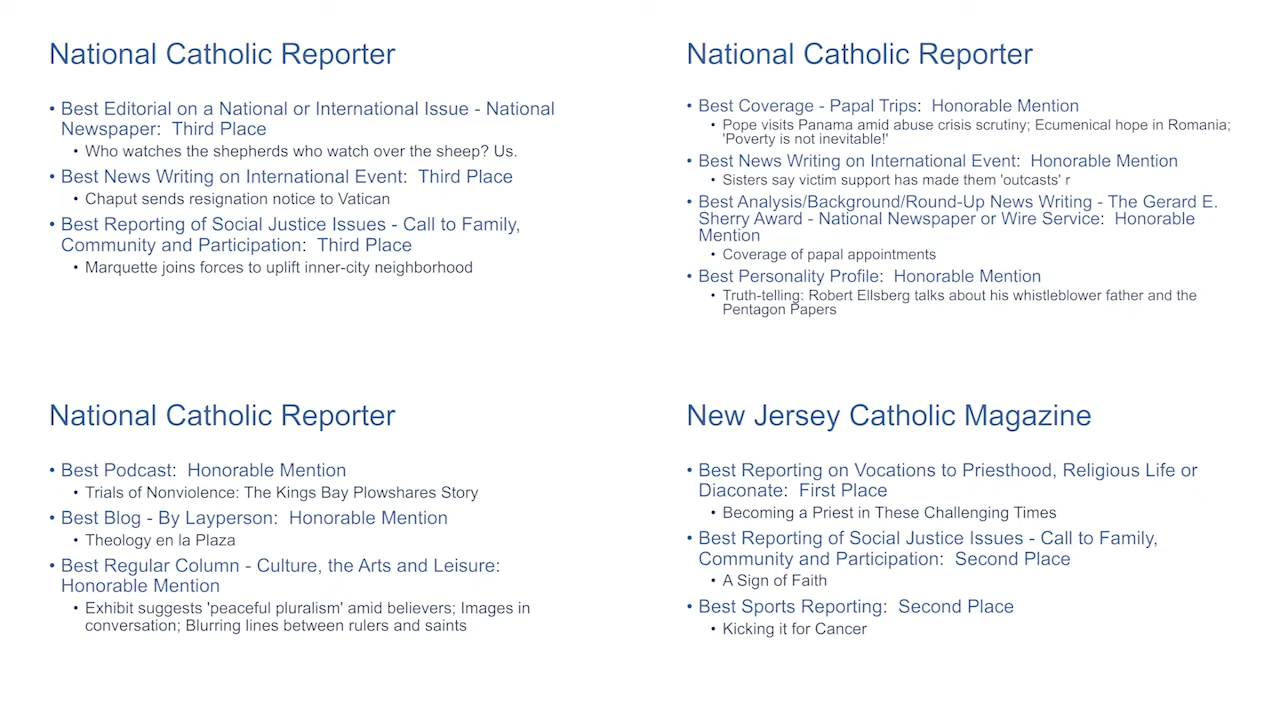 National Catholic Reporter
• Best Editorial on a National or International Issue - National
Newspaper:  Third Place
• Who watches the shepherds who watch over the sheep? Us.
• Best News Writing on International Event:  Third Place
• Chaput sends resignation notice to Vatican
• Best Reporting of Social Justice Issues - Call to Family,
Community and Participation:  Third Place
• Marquette joins forces to uplift inner-city neighborhood
National Catholic Reporter
• Best Coverage - Papal Trips:  Honorable Mention
• Pope visits Panama amid abuse crisis scrutiny; Ecumenical hope in Romania;
'Poverty is not inevitable!'
• Best News Writing on International Event:  Honorable Mention
• Sisters say victim support has made them 'outcasts' r
• Best Analysis/Background/Round-Up News Writing - The Gerard E.
Sherry Award - National Newspaper or Wire Service:  Honorable
Mention
• Coverage of papal appointments
• Best Personality Profile:  Honorable Mention
• Truth-telling: Robert Ellsberg talks about his whistleblower father and the
Pentagon Papers
National Catholic Reporter
• Best Podcast:  Honorable Mention
• Trials of Nonviolence: The Kings Bay Plowshares Story
• Best Blog - By Layperson:  Honorable Mention
• Theology en la Plaza
• Best Regular Column - Culture, the Arts and Leisure:
Honorable Mention
• Exhibit suggests 'peaceful pluralism' amid believers; Images in
conversation; Blurring lines between rulers and saints
New Jersey Catholic Magazine
• Best Reporting on Vocations to Priesthood, Religious Life or
Diaconate:  First Place
• Becoming a Priest in These Challenging Times
• Best Reporting of Social Justice Issues - Call to Family,
Community and Participation:  Second Place
• A Sign of Faith
• Best Sports Reporting:  Second Place
• Kicking it for Cancer